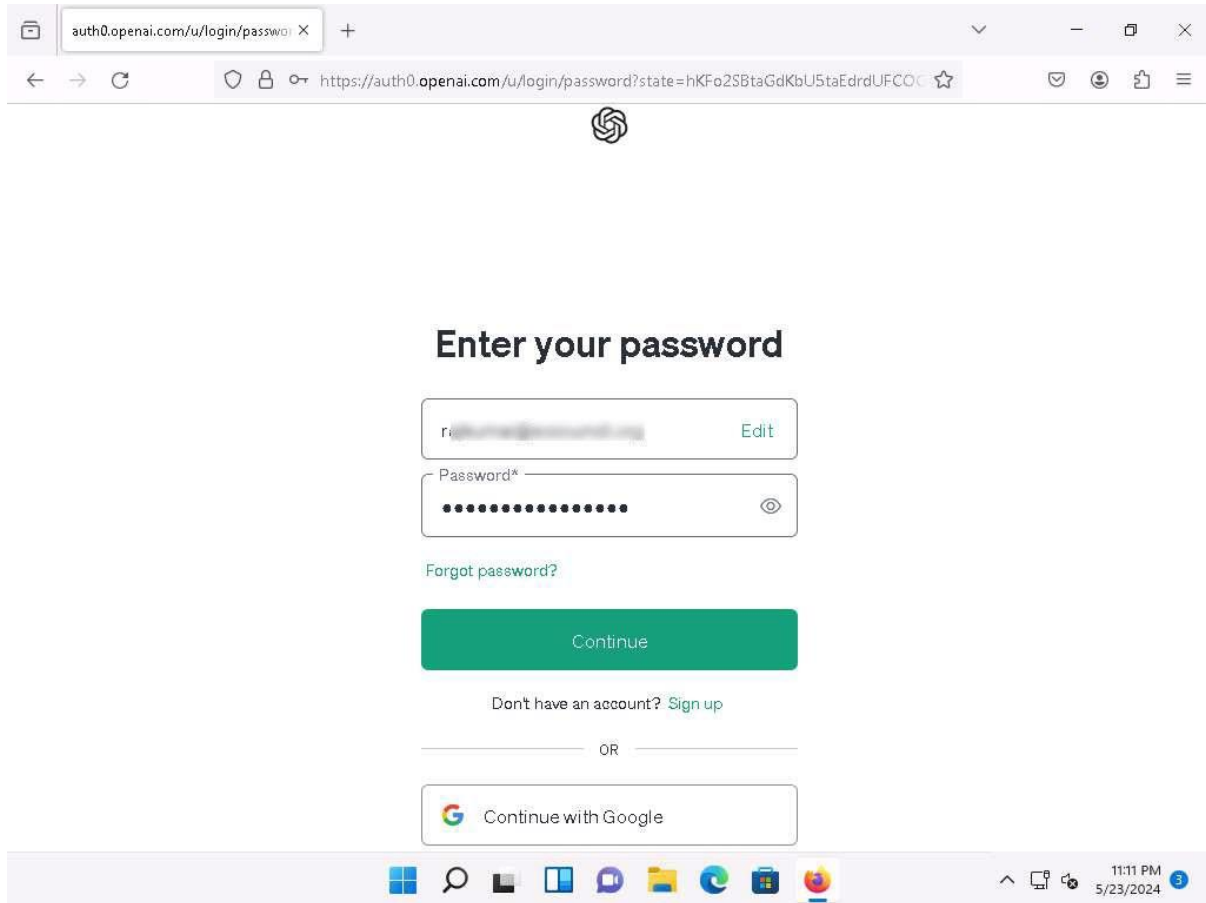 auth0.openai.com/u/login/passwor
https://auth0.openai.com/u/login/password?state=hKFo2SBtaGdKbU5taEdrdUFCOC
Enter your password
Edit
Password*
Forgot password?
Continue
Don't have an account? Sign up
OR
Continue with Google
11:11 PM
5/23/2024
3